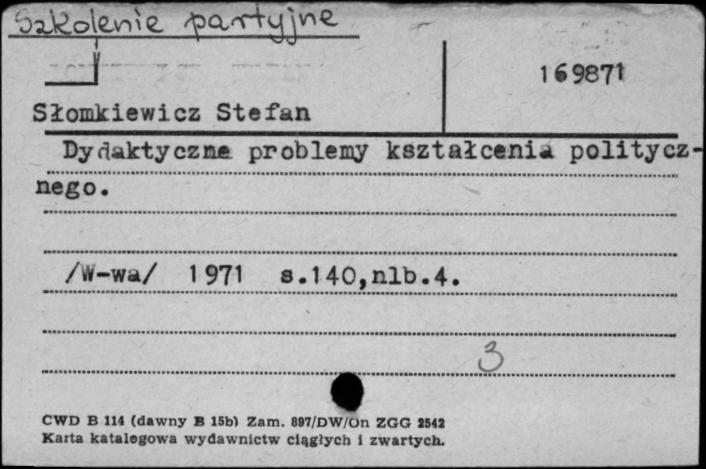 Szkolenie partyjne
169871
Słomkiewicz Stefan
Dydaktyczne problemy kształcenia politycz-
nego.
/W-wa/ 1971 s.140,nlb.4.
3
CWD B 114 (dawny B 15b) Zam. 897/DW/On ZGG 2542
Karta katalogowa wydawnictw ciągłych i zwartych.